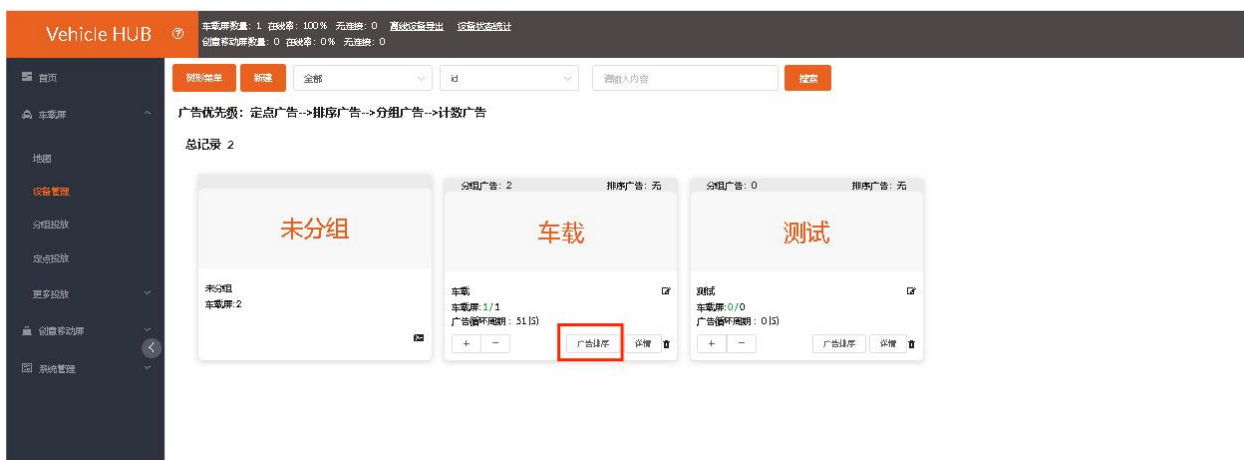 Vehicle HUB
车载屏数量: 1 在线率: 100% 无连接: 0 离线设备导出 设备状态统计
创意移动屏数量: 0 在线率: 0% 无连接: 0
首页
车载屏
地图
设备管理
分组投放
定点投放
更多投放
创意移动屏
系统管理
树形菜单 新建 全部 id 请输入内容 搜索
广告优先级: 定点广告-->排序广告-->分组广告-->计数广告
总记录 2
未分组
未分组
车载屏:2
分组广告: 2 排序广告: 无
车载
车载
车载屏:1/1
广告循环周期 : 51(S)
+ - 广告排序 详情
分组广告: 0 排序广告: 无
测试
测试
车载屏:0/0
广告循环周期 : 0(S)
+ - 广告排序 详情